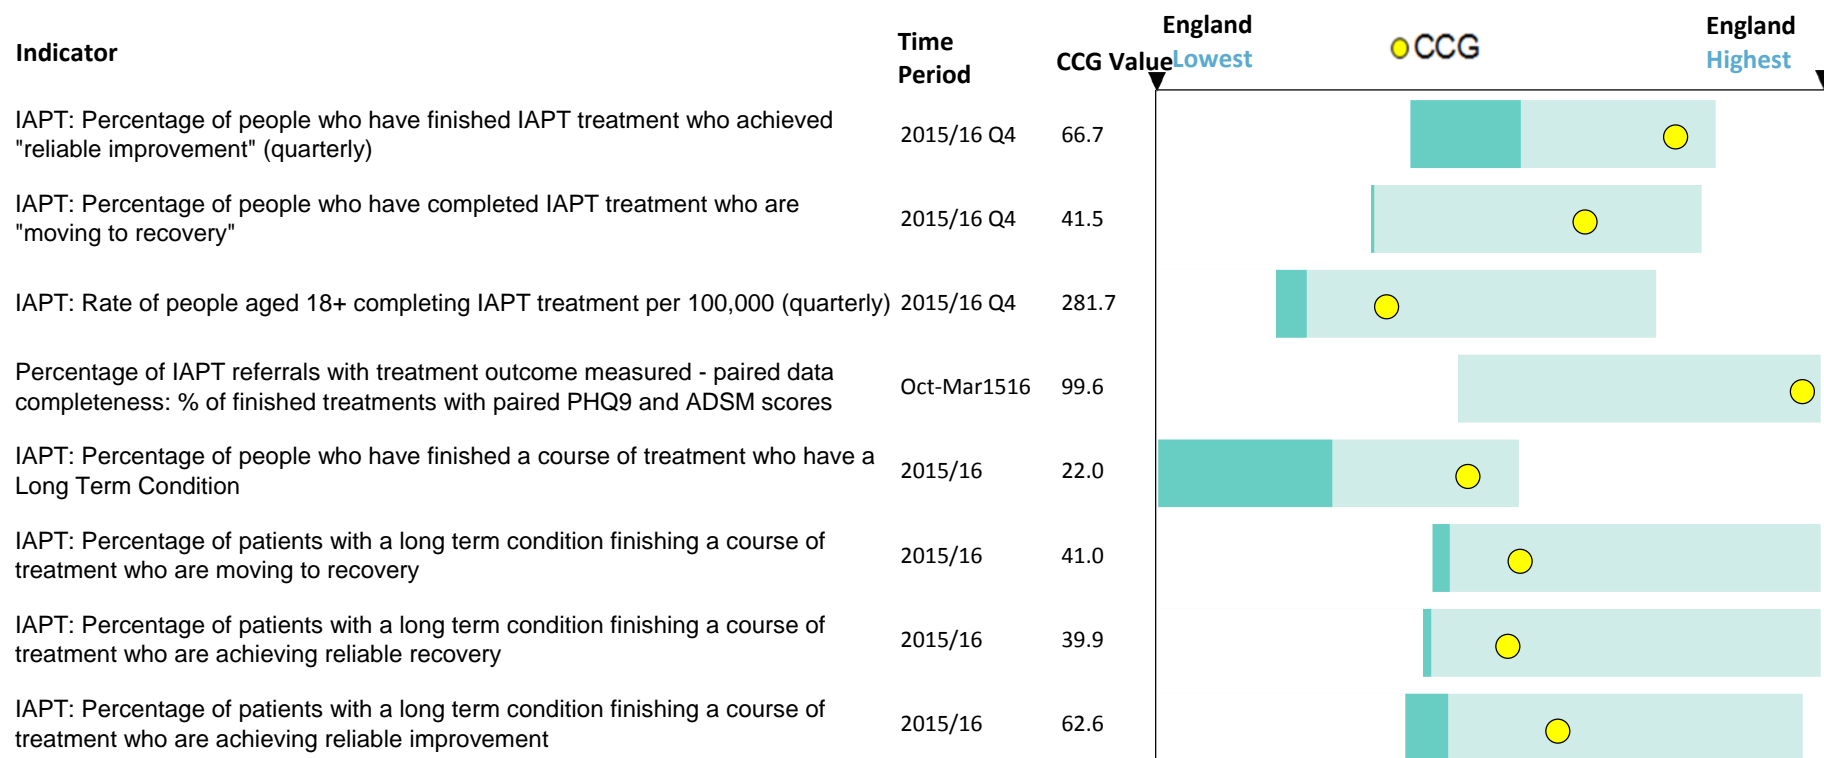 Indicator
Time
Period
CCG Value
England
Lowest
CCG
England
Highest
IAPT: Percentage of people who have finished IAPT treatment who achieved
"reliable improvement" (quarterly)
2015/16 Q4
66.7
IAPT: Percentage of people who have completed IAPT treatment who are
"moving to recovery"
2015/16 Q4
41.5
IAPT: Rate of people aged 18+ completing IAPT treatment per 100,000 (quarterly)
2015/16 Q4
281.7
Percentage of IAPT referrals with treatment outcome measured - paired data
completeness: % of finished treatments with paired PHQ9 and ADSM scores
Oct-Mar1516
99.6
IAPT: Percentage of people who have finished a course of treatment who have a
Long Term Condition
2015/16
22.0
IAPT: Percentage of patients with a long term condition finishing a course of
treatment who are moving to recovery
2015/16
41.0
IAPT: Percentage of patients with a long term condition finishing a course of
treatment who are achieving reliable recovery
2015/16
39.9
IAPT: Percentage of patients with a long term condition finishing a course of
treatment who are achieving reliable improvement
2015/16
62.6